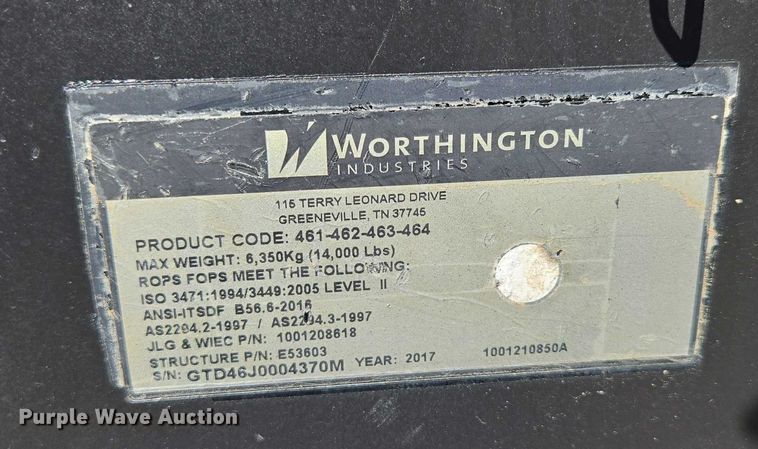 WORTHINGTON
INDUSTRIES
116 TERRY LEONARD DRIVE
GREENEVILLE, TN 37745
PRODUCT CODE: 461-462-463-464
MAX WEIGHT: 6,350Kg (14,000 Lbs)
ROPS FOPS MEET THE FOLLOWING:
ISO 3471:1994/3449:2005 LEVEL II
ANSI-ITSDF B56.6-2016
AS2294.2-1997 / AS2294.3-1997
JLG & WIEC P/N: 1001208618
STRUCTURE P/N: E53603
S/N: GTD46J0004370M YEAR: 2017 1001210850A
Purple Wave Auction